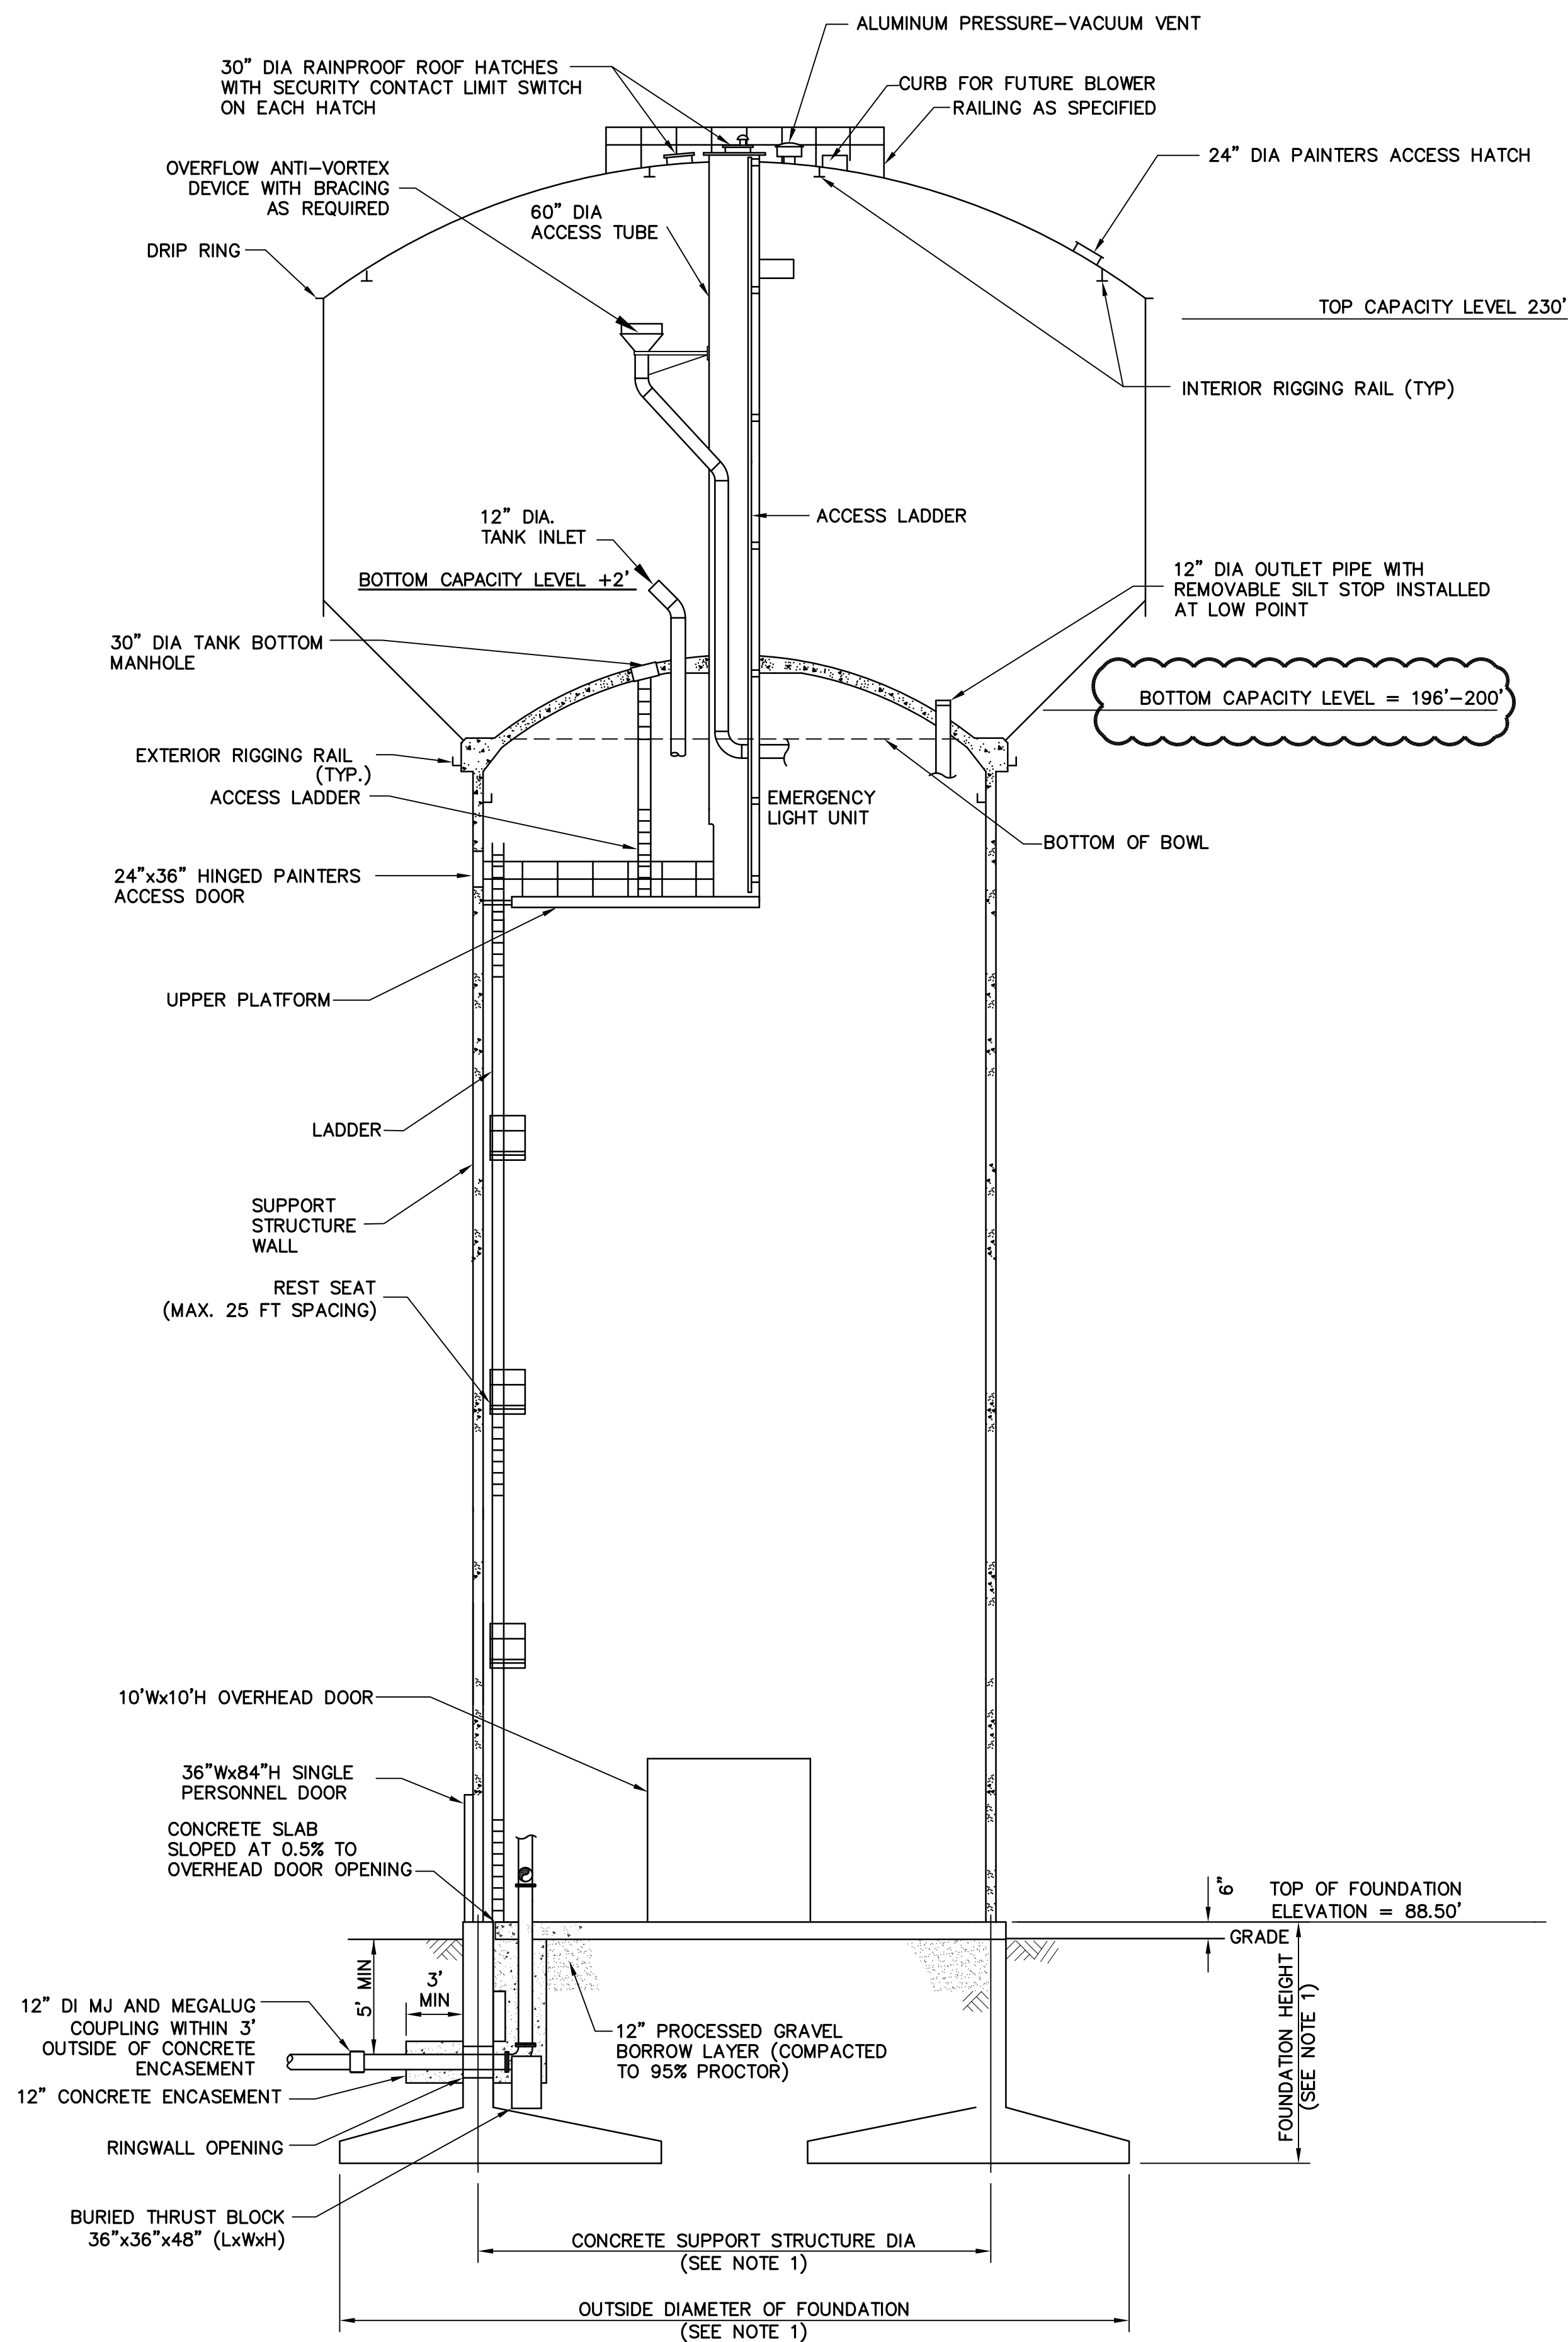 ALUMINUM PRESSURE-VACUUM VENT
30" DIA RAINPROOF ROOF HATCHES
WITH SECURITY CONTACT LIMIT SWITCH
ON EACH HATCH
CURB FOR FUTURE BLOWER
RAILING AS SPECIFIED
24" DIA PAINTERS ACCESS HATCH
OVERFLOW ANTI-VORTEX
DEVICE WITH BRACING
AS REQUIRED
60" DIA
ACCESS TUBE
DRIP RING
TOP CAPACITY LEVEL 230'
INTERIOR RIGGING RAIL (TYP)
12" DIA.
TANK INLET
ACCESS LADDER
BOTTOM CAPACITY LEVEL +2'
12" DIA OUTLET PIPE WITH
REMOVABLE SILT STOP INSTALLED
AT LOW POINT
30" DIA TANK BOTTOM
MANHOLE
BOTTOM CAPACITY LEVEL = 196'-200'
EXTERIOR RIGGING RAIL
(TYP.)
ACCESS LADDER
EMERGENCY
LIGHT UNIT
BOTTOM OF BOWL
24"x36" HINGED PAINTERS
ACCESS DOOR
UPPER PLATFORM
LADDER
SUPPORT
STRUCTURE
WALL
REST SEAT
(MAX. 25 FT SPACING)
10'Wx10'H OVERHEAD DOOR
36"Wx84"H SINGLE
PERSONNEL DOOR
CONCRETE SLAB
SLOPED AT 0.5% TO
OVERHEAD DOOR OPENING
6"
TOP OF FOUNDATION
ELEVATION = 88.50'
GRADE
5' MIN
3'
MIN
12" DI MJ AND MEGALUG
COUPLING WITHIN 3'
OUTSIDE OF CONCRETE
ENCASEMENT
12" PROCESSED GRAVEL
BORROW LAYER (COMPACTED
TO 95% PROCTOR)
FOUNDATION HEIGHT
(SEE NOTE 1)
12" CONCRETE ENCASEMENT
RINGWALL OPENING
BURIED THRUST BLOCK
36"x36"x48" (LxWxH)
CONCRETE SUPPORT STRUCTURE DIA
(SEE NOTE 1)
OUTSIDE DIAMETER OF FOUNDATION
(SEE NOTE 1)